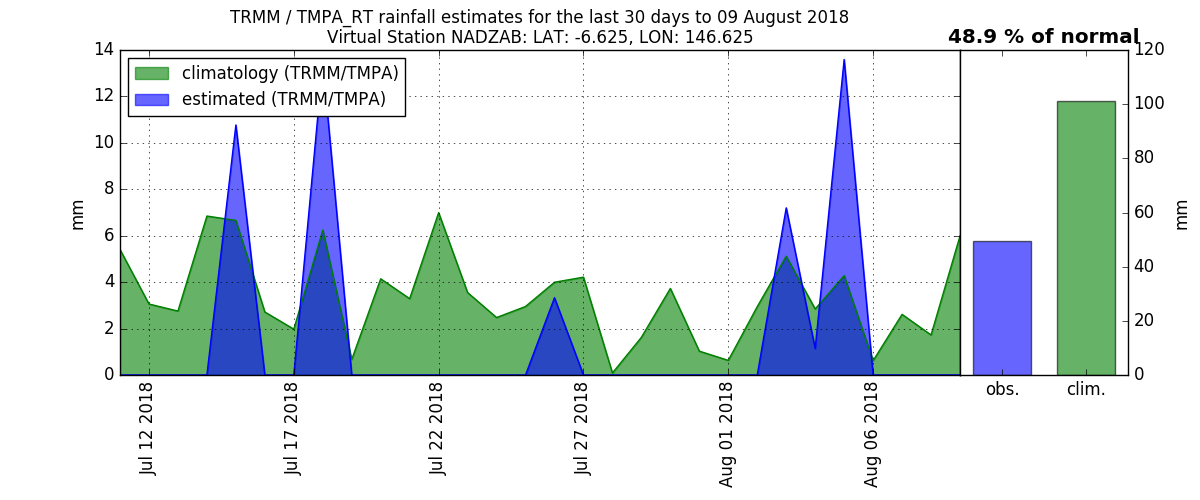 TRMM / TMPA_RT rainfall estimates for the last 30 days to 09 August 2018
Virtual Station NADZAB: LAT: -6.625, LON: 146.625
48.9 % of normal
climatology (TRMM/TMPA)
estimated (TRMM/TMPA)
14
12
10
8
6
4
2
0
mm
Jul 12 2018
Jul 17 2018
Jul 22 2018
Jul 27 2018
Aug 01 2018
Aug 06 2018
120
100
80
60
40
20
0
mm
obs.
clim.